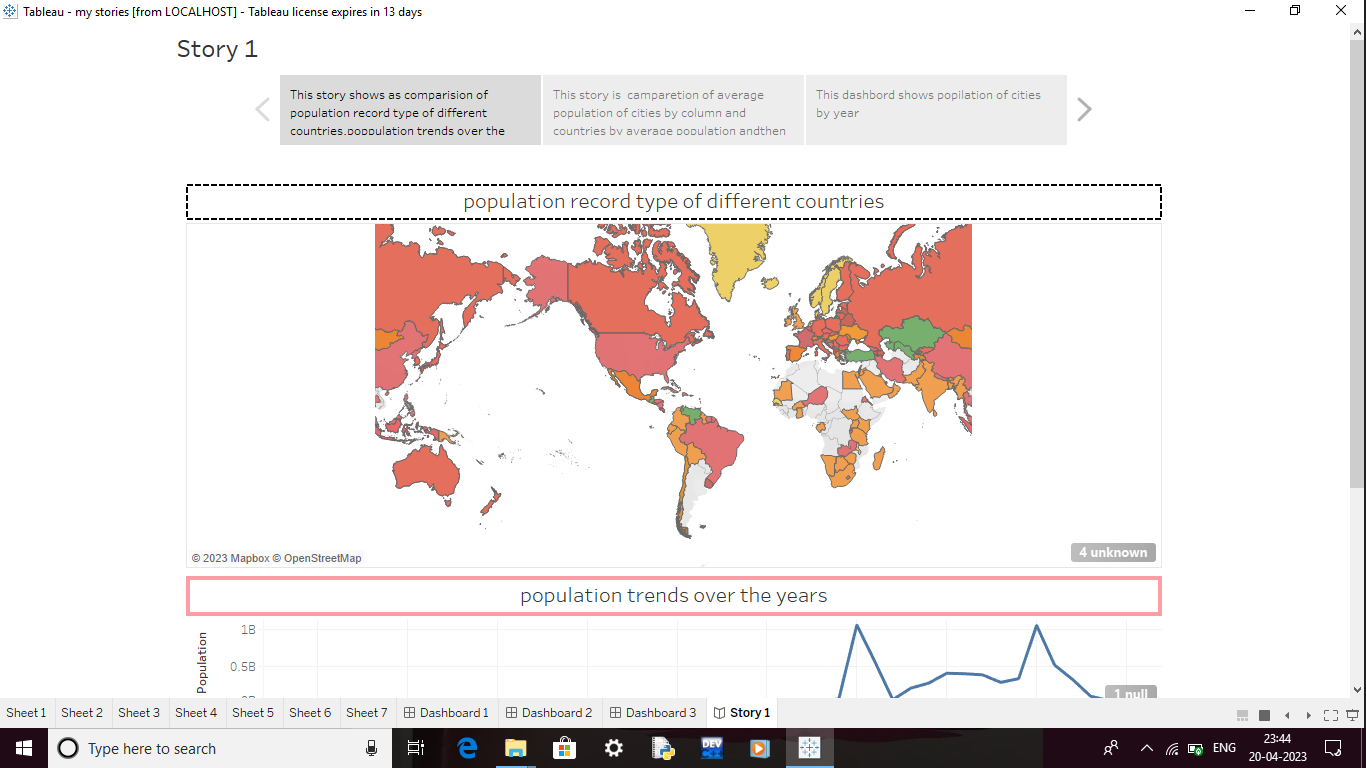 Tableau - my stories [from LOCALHOST] - Tableau license expires in 13 days
Story 1
This story shows as comparision of
population record type of different
countries,poppulation trends over the
This story is camparetion of average
population of cities by column and
countries by average population andthen
This dashbord shows popilation of cities
by year
population record type of different countries
© 2023 Mapbox © OpenStreetMap
4 unknown
population trends over the years
Population
1B
0.5B
0B
1 null
Sheet 1
Sheet 2
Sheet 3
Sheet 4
Sheet 5
Sheet 6
Sheet 7
Dashboard 1
Dashboard 2
Dashboard 3
Story 1
Type here to search
DEV
ENG
23:44
20-04-2023